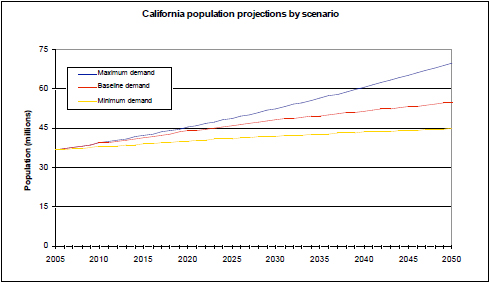 California population projections by scenario
75
60
45
30
15
0
Population (millions)
Maximum demand
Baseline demand
Minimum demand
2005 2010 2015 2020 2025 2030 2035 2040 2045 2050